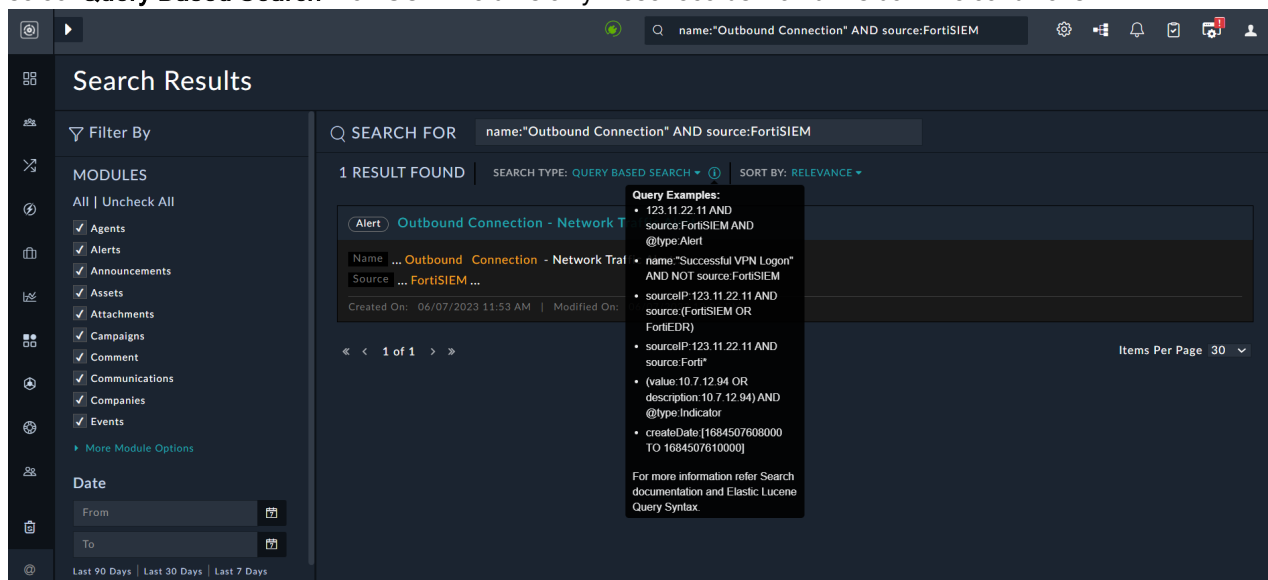 name:"Outbound Connection" AND source:FortiSIEM
Search Results
Filter By
MODULES
All | Uncheck All
Agents
Alerts
Announcements
Assets
Attachments
Campaigns
Comment
Communications
Companies
Events
More Module Options
Date
From
To
Last 90 Days | Last 30 Days | Last 7 Days
SEARCH FOR name:"Outbound Connection" AND source:FortiSIEM
1 RESULT FOUND SEARCH TYPE: QUERY BASED SEARCH SORT BY: RELEVANCE
Alert Outbound Connection - Network T
Name ... Outbound Connection - Network Traf
Source ... FortiSIEM ...
Created On: 06/07/2023 11:53 AM | Modified On:
« < 1 of 1 > »
Items Per Page 30
Query Examples:
• 123.11.22.11 AND
source:FortiSIEM AND
@type:Alert
• name:"Successful VPN Logon"
AND NOT source:FortiSIEM
• sourceIP:123.11.22.11 AND
source:(FortiSIEM OR
FortiEDR)
• sourceIP:123.11.22.11 AND
source:Forti*
• (value:10.7.12.94 OR
description:10.7.12.94) AND
@type:Indicator
• createDate:[1684507608000
TO 1684507610000]
For more information refer Search
documentation and Elastic Lucene
Query Syntax.